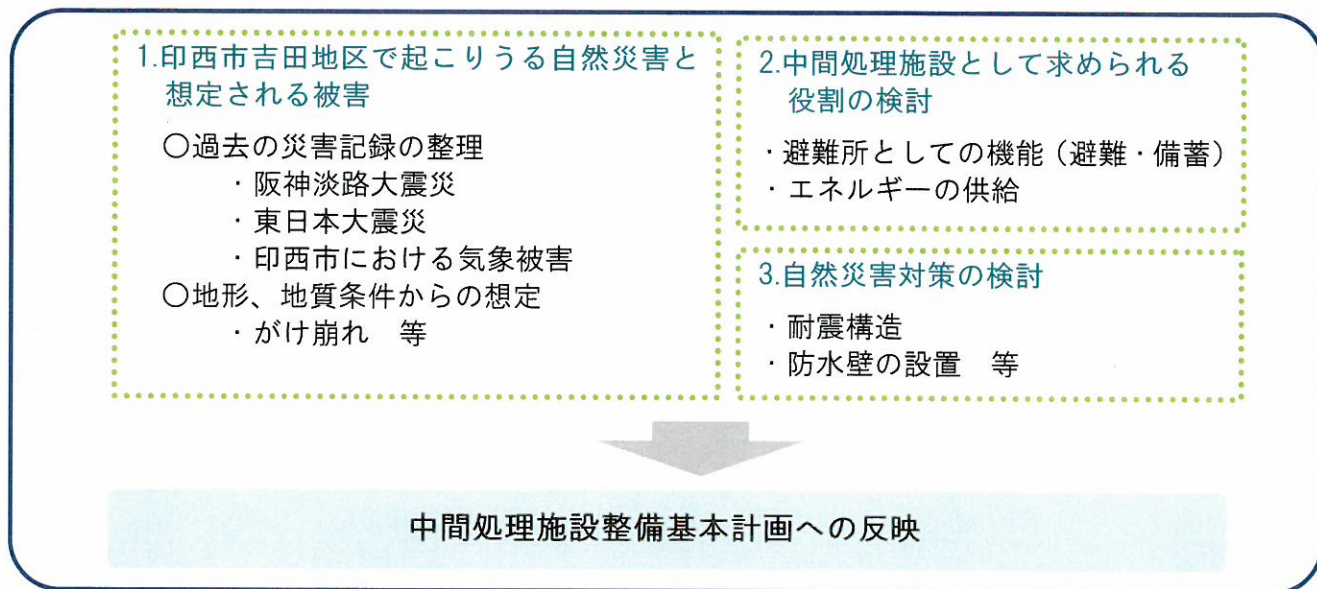 1.印西市吉田地区で起こりうる自然災害と
想定される被害
〇過去の災害記録の整理
・阪神淡路大震災
・東日本大震災
・印西市における気象被害
〇地形、地質条件からの想定
・がけ崩れ　等
2.中間処理施設として求められる
役割の検討
・避難所としての機能（避難・備蓄）
・エネルギーの供給
3.自然災害対策の検討
・耐震構造
・防水壁の設置　等
中間処理施設整備基本計画への反映